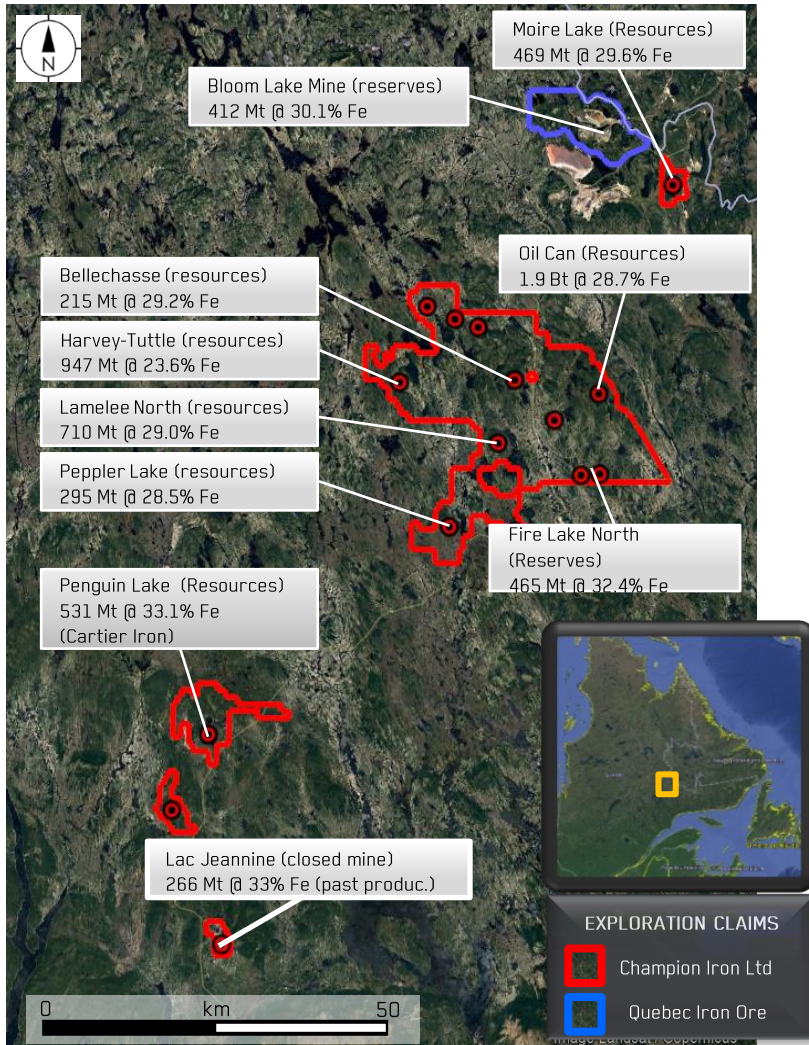 N
Moire Lake (Resources)
469 Mt @ 29.6% Fe
Bloom Lake Mine (reserves)
412 Mt @ 30.1% Fe
Oil Can (Resources)
1.9 Bt @ 28.7% Fe
Bellechasse (resources)
215 Mt @ 29.2% Fe
Harvey-Tuttle (resources)
947 Mt @ 23.6% Fe
Lamelee North (resources)
710 Mt @ 29.0% Fe
Peppler Lake (resources)
295 Mt @ 28.5% Fe
Fire Lake North
(Reserves)
465 Mt @ 32.4% Fe
Penguin Lake (Resources)
531 Mt @ 33.1% Fe
(Cartier Iron)
Lac Jeannine (closed mine)
266 Mt @ 33% Fe (past produc.)
EXPLORATION CLAIMS
Champion Iron Ltd
Quebec Iron Ore
0 km 50
Image Landsat / Copernicus